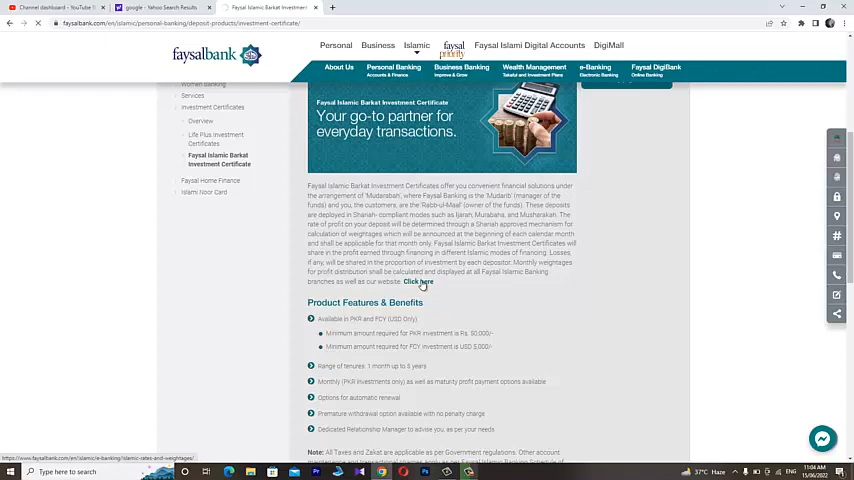 Channel dashboard - YouTube S
google - Yahoo Search Results
Faysal Islamic Barkat Investment
faysalbank.com/en/islamic/personal-banking/deposit-products/investment-certificate/
faysalbank
Personal
Business
Islamic
faysal
priority
Faysal Islami Digital Accounts
DigiMall
About Us
Personal Banking
Accounts & Finance
Business Banking
Improve & Grow
Wealth Management
Takaful and Investment Plans
e-Banking
Electronic Banking
Faysal DigiBank
Online Banking
Women Banking
Services
Investment Certificates
Overview
Life Plus Investment
Certificates
Faysal Islamic Barkat
Investment Certificate
Faysal Home Finance
Islami Noor Card
Faysal Islamic Barkat Investment Certificate
Your go-to partner for
everyday transactions.
Faysal Islamic Barkat Investment Certificates offer you convenient financial solutions under
the arrangement of 'Mudarabah', where Faysal Banking is the 'Mudarib' (manager of the
funds) and you, the customers, are the 'Rabb-ul-Maal' (owner of the funds). These deposits
are deployed in Shariah- compliant modes such as Ijarah, Murabaha, and Musharakah. The
rate of profit on your deposit will be determined through a Shariah approved mechanism for
calculation of weightages which will be announced at the beginning of each calendar month
and shall be applicable for that month only. Faysal Islamic Barkat Investment Certificates will
share in the profit earned through financing in different Islamic modes of financing. Losses,
if any, will be shared in the proportion of investment by each depositor. Monthly weightages
for profit distribution shall be calculated and displayed at all Faysal Islamic Banking
branches as well as our website. Click here
Product Features & Benefits
Available in PKR and FCY (USD Only)
Minimum amount required for PKR investment is Rs. 50,000/-
Minimum amount required for FCY investment is USD 5,000/-
Range of tenures: 1 month up to 5 years
Monthly (PKR Investments only) as well as maturity profit payment options available
Options for automatic renewal
Premature withdrawal option available with no penalty charge
Dedicated Relationship Manager to advise you as per your needs
Note: All Taxes and Zakat are applicable as per Government regulations. Other account
https://www.faysalbank.com/en/islamic/e-banking/islamic-rates-and-weightages/
Type here to search
37°C Haze
ENG
11:04 AM
15/06/2022